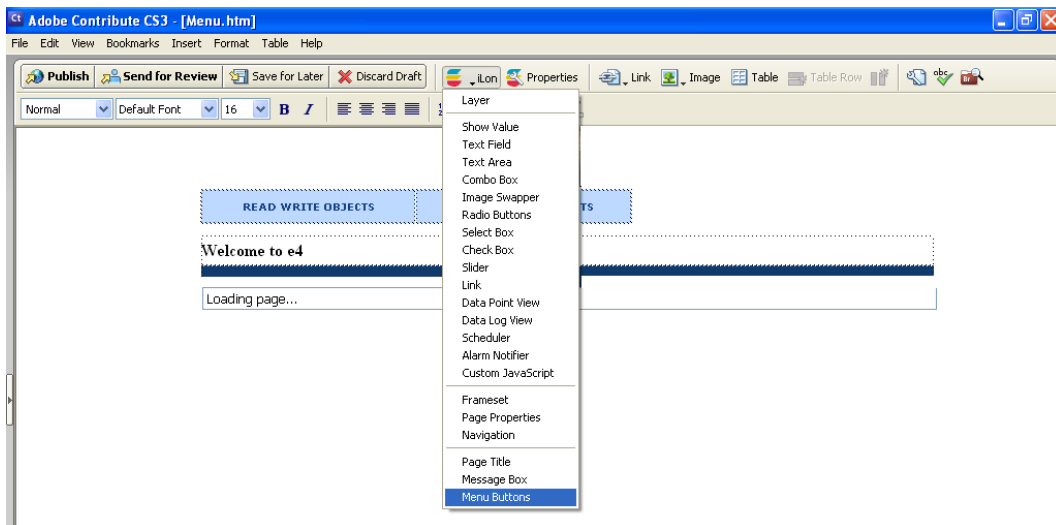 Ct Adobe Contribute CS3 - [Menu.htm]
File Edit View Bookmarks Insert Format Table Help
Publish Send for Review Save for Later Discard Draft iLon Properties Link Image Table Table Row abc
Normal Default Font 16 B I
Layer
Show Value
Text Field
Text Area
Combo Box
Image Swapper
Radio Buttons
Select Box
Check Box
Slider
Link
Data Point View
Data Log View
Scheduler
Alarm Notifier
Custom JavaScript
Frameset
Page Properties
Navigation
Page Title
Message Box
Menu Buttons
READ WRITE OBJECTS
Welcome to e4
Loading page...